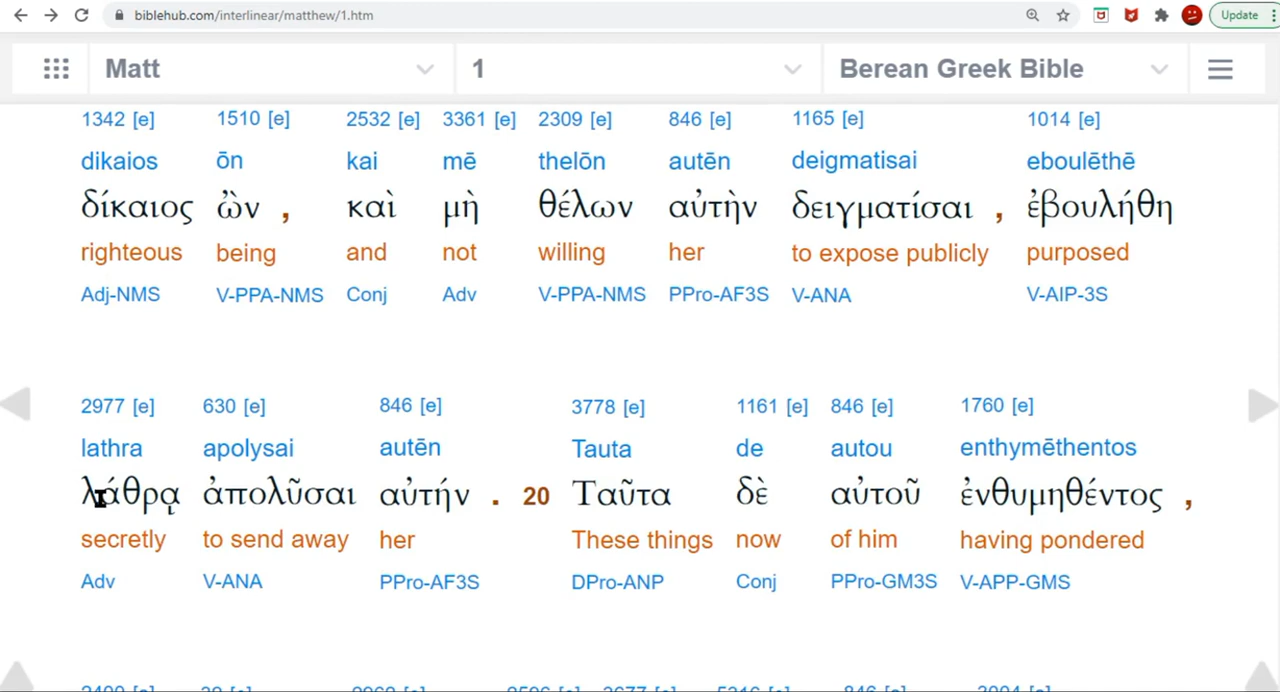 biblehub.com/interlinear/matthew/1.htm Update
Matt 1 Berean Greek Bible
1342 [e] 1510 [e] 2532 [e] 3361 [e] 2309 [e] 846 [e] 1165 [e] 1014 [e]
dikaios ōn kai mē thelōn autēn deigmatisai eboulēthē
δίκαιος ὢν , καὶ μὴ θέλων αὐτὴν δειγματίσαι , ἐβουλήθη
righteous being and not willing her to expose publicly purposed
Adj-NMS V-PPA-NMS Conj Adv V-PPA-NMS PPro-AF3S V-ANA V-AIP-3S
2977 [e] 630 [e] 846 [e] 3778 [e] 1161 [e] 846 [e] 1760 [e]
lathra apolysai autēn Tauta de autou enthymēthentos
λάθρᾳ ἀπολῦσαι αὐτήν . 20 Ταῦτα δὲ αὐτοῦ ἐνθυμηθέντος ,
secretly to send away her These things now of him having pondered
Adv V-ANA PPro-AF3S DPro-ANP Conj PPro-GM3S V-APP-GMS